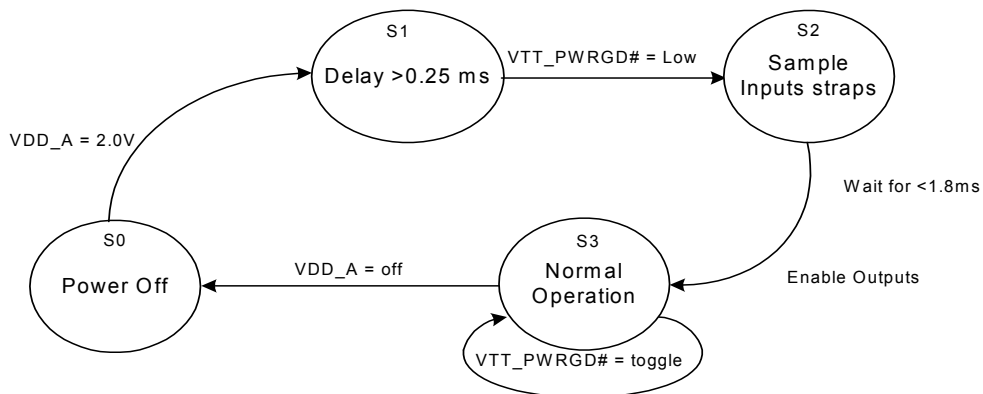 S1
Delay >0.25 ms
VTT_PWRGD# = Low
S2
Sample
Inputs straps
VDD_A = 2.0V
Wait for <1.8ms
S0
Power Off
VDD_A = off
S3
Normal
Operation
Enable Outputs
VTT_PWRGD# = toggle